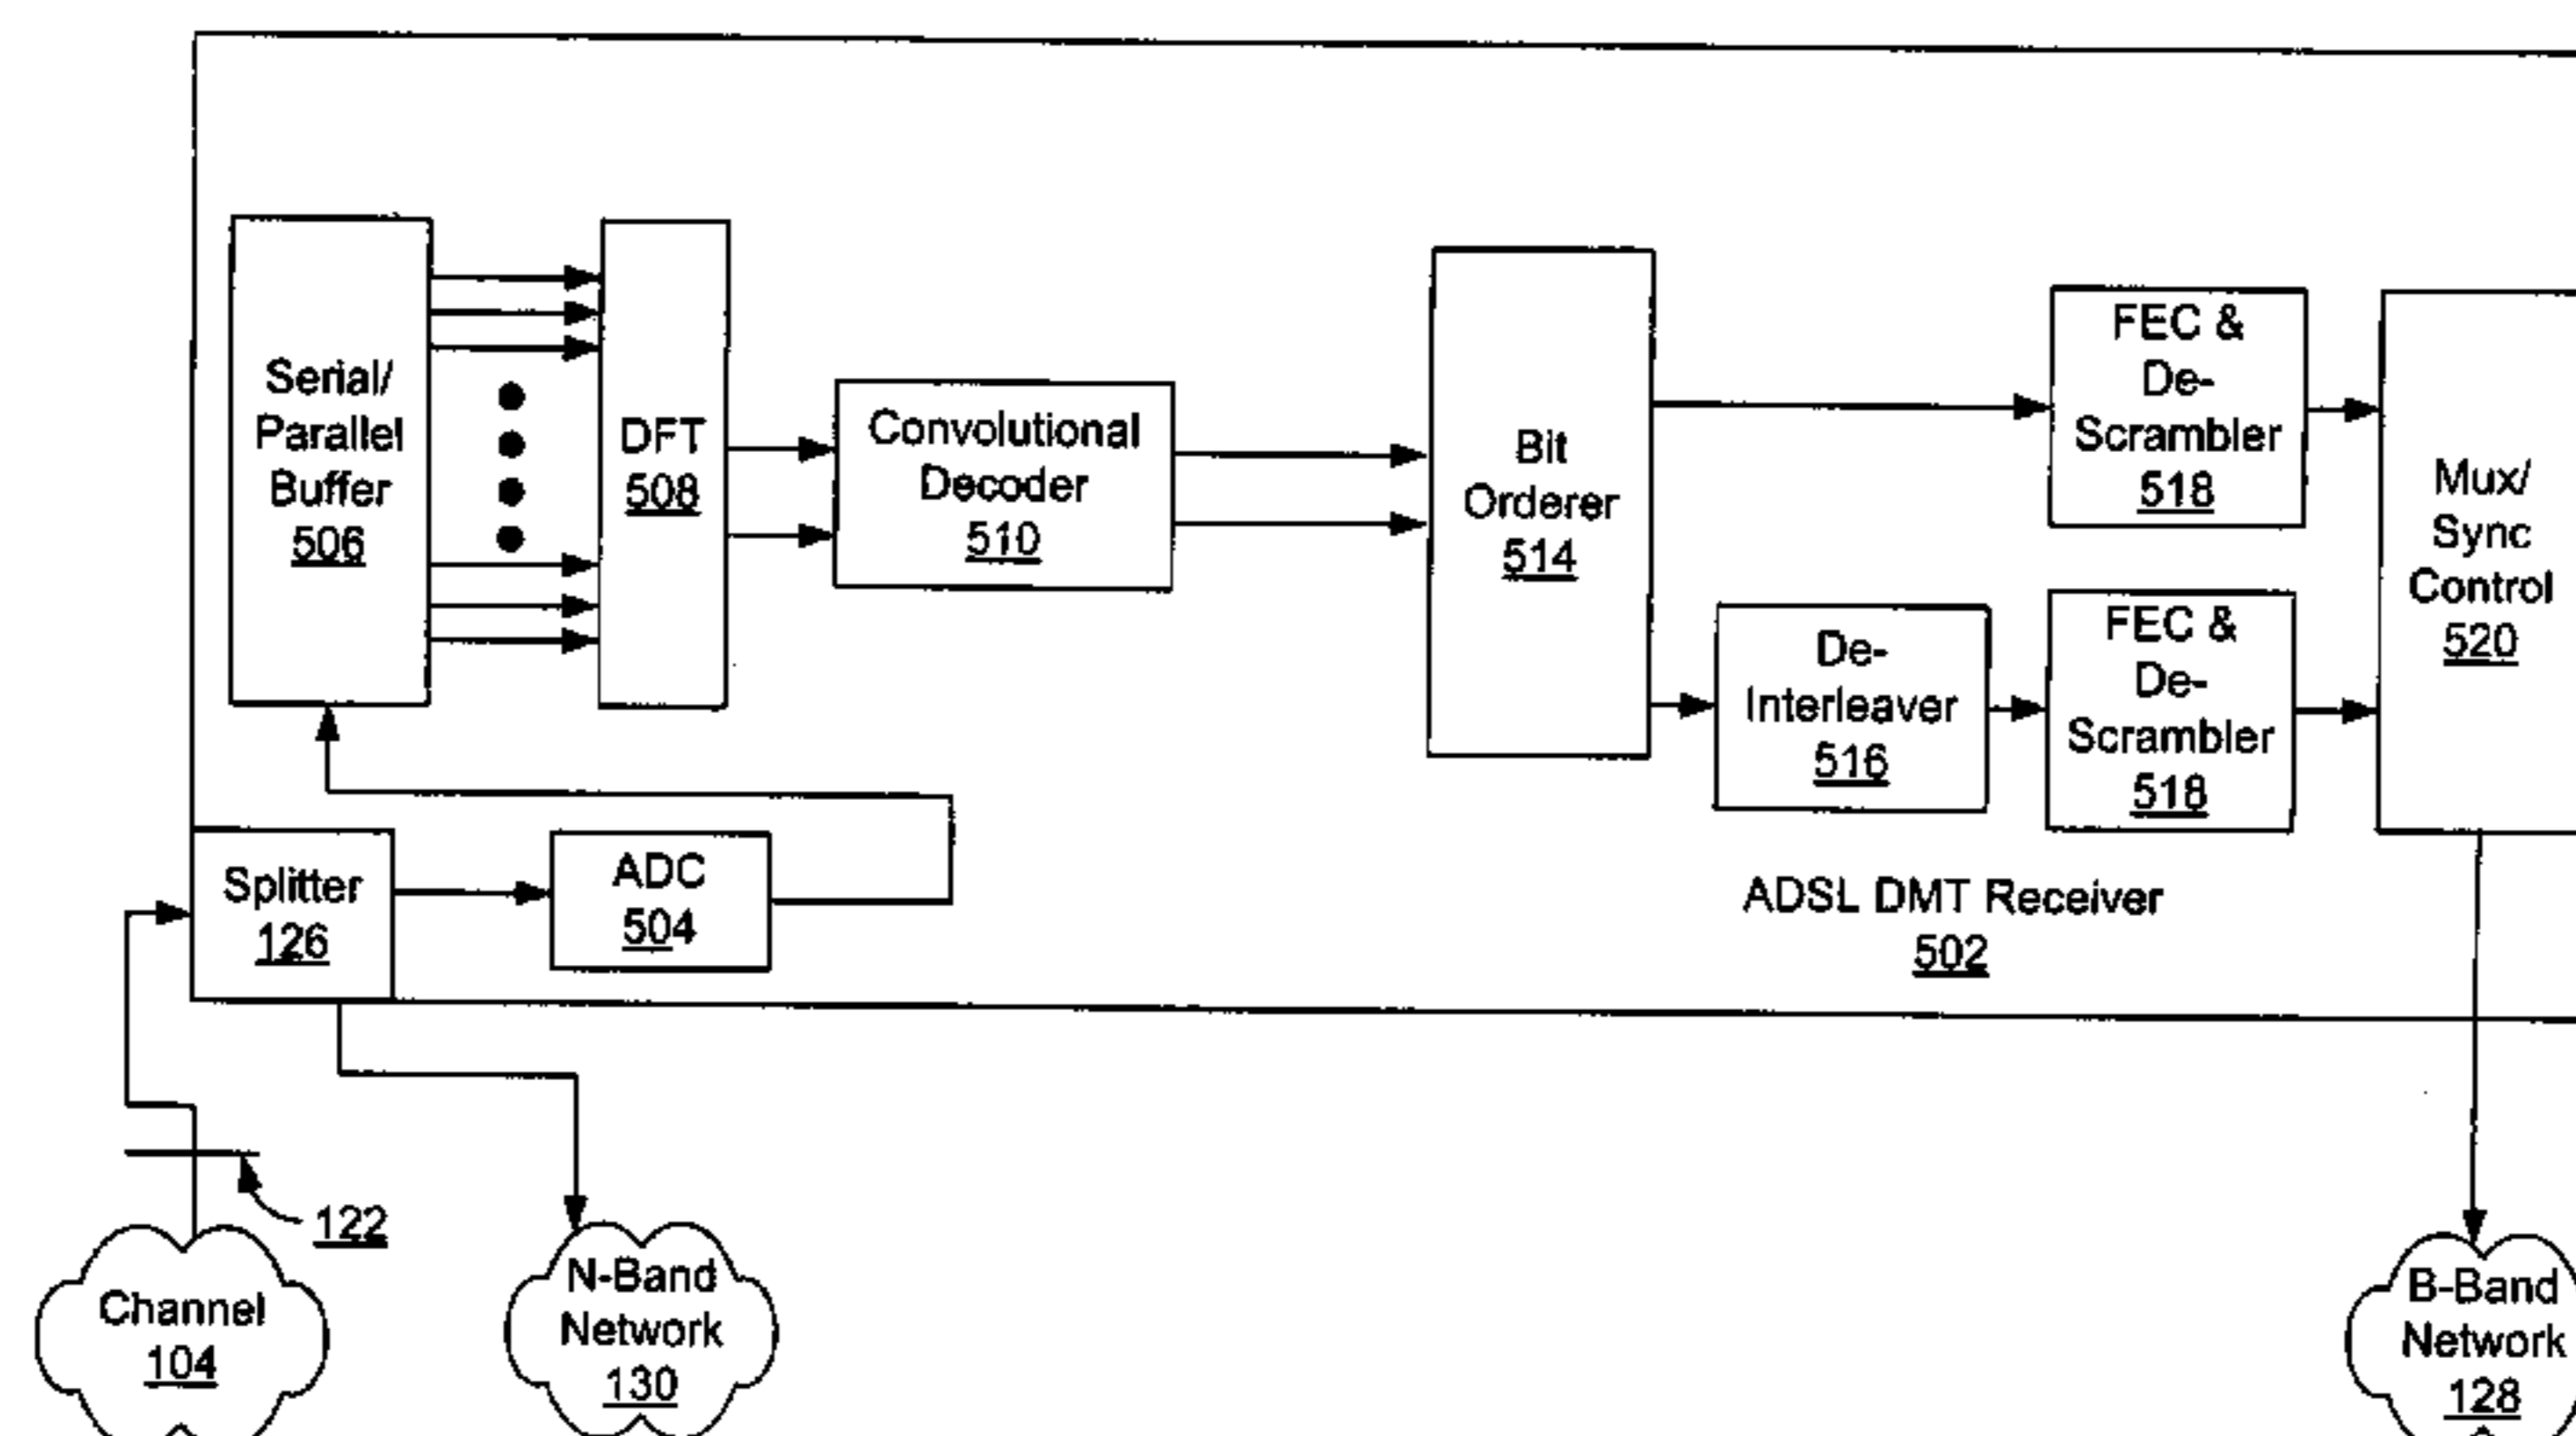 Serial/
Parallel
Buffer
506
DFT
508
Convolutional
Decoder
510
Bit
Orderer
514
FEC &
De-
Scrambler
518
Mux/
Sync
Control
520
De-
Interleaver
516
FEC &
De-
Scrambler
518
Splitter
126
ADC
504
ADSL DMT Receiver
502
122
Channel
104
N-Band
Network
130
B-Band
Network
128